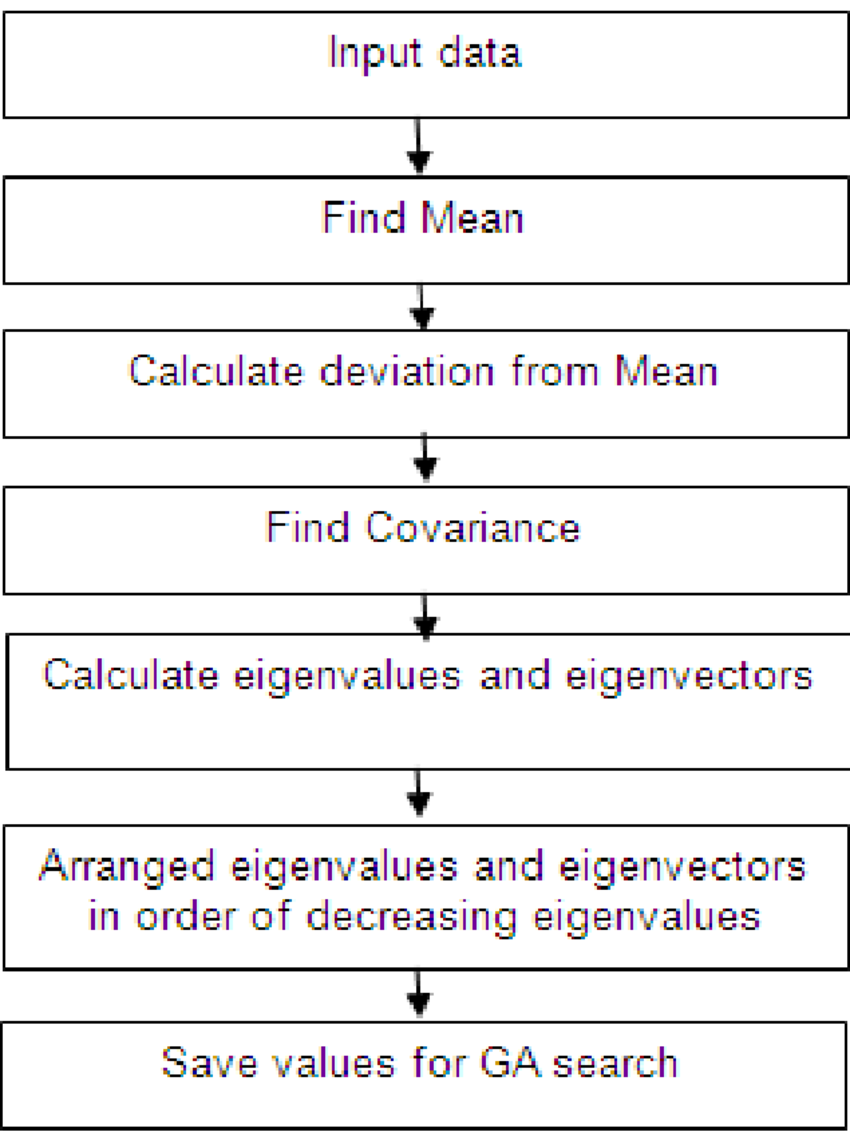 Input data
Find Mean
Calculate deviation from Mean
Find Covariance
Calculate eigenvalues and eigenvectors
Arranged eigenvalues and eigenvectors
in order of decreasing eigenvalues
Save values for GA search